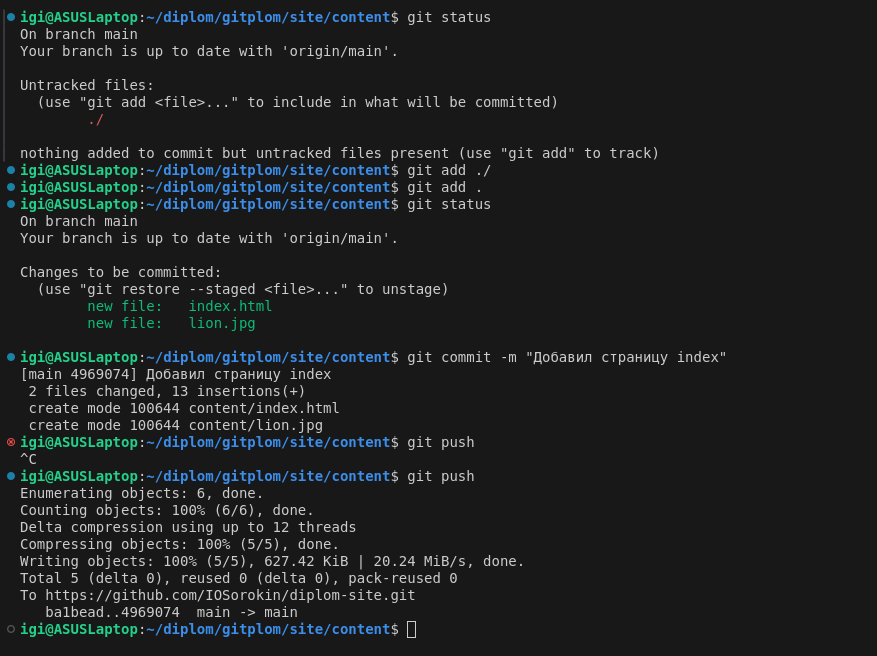 igi@ASUSLaptop:~/diplom/gitplom/site/content$ git status
On branch main
Your branch is up to date with 'origin/main'.

Untracked files:
  (use "git add <file>..." to include in what will be committed)
        ./

nothing added to commit but untracked files present (use "git add" to track)
igi@ASUSLaptop:~/diplom/gitplom/site/content$ git add ./
igi@ASUSLaptop:~/diplom/gitplom/site/content$ git add .
igi@ASUSLaptop:~/diplom/gitplom/site/content$ git status
On branch main
Your branch is up to date with 'origin/main'.

Changes to be committed:
  (use "git restore --staged <file>..." to unstage)
        new file:   index.html
        new file:   lion.jpg

igi@ASUSLaptop:~/diplom/gitplom/site/content$ git commit -m "Добавил страницу index"
[main 4969074] Добавил страницу index
 2 files changed, 13 insertions(+)
 create mode 100644 content/index.html
 create mode 100644 content/lion.jpg
igi@ASUSLaptop:~/diplom/gitplom/site/content$ git push
^C
igi@ASUSLaptop:~/diplom/gitplom/site/content$ git push
Enumerating objects: 6, done.
Counting objects: 100% (6/6), done.
Delta compression using up to 12 threads
Compressing objects: 100% (5/5), done.
Writing objects: 100% (5/5), 627.42 KiB | 20.24 MiB/s, done.
Total 5 (delta 0), reused 0 (delta 0), pack-reused 0
To https://github.com/IOSorokin/diplom-site.git
   ba1bead..4969074  main -> main
igi@ASUSLaptop:~/diplom/gitplom/site/content$